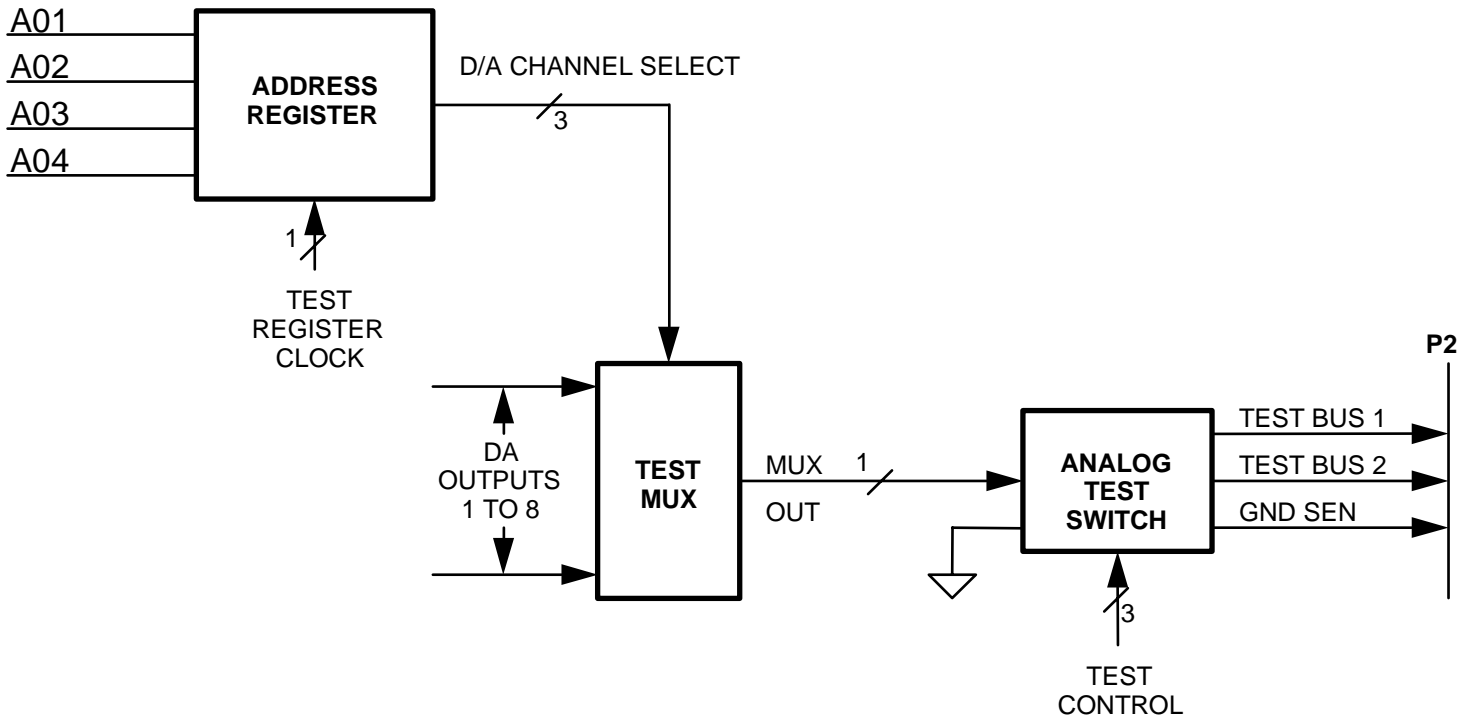 A01
A02
A03
A04
ADDRESS
REGISTER
D/A CHANNEL SELECT
3
1
TEST
REGISTER
CLOCK
DA
OUTPUTS
1 TO 8
TEST
MUX
MUX
1
OUT
ANALOG
TEST
SWITCH
P2
TEST BUS 1
TEST BUS 2
GND SEN
3
TEST
CONTROL